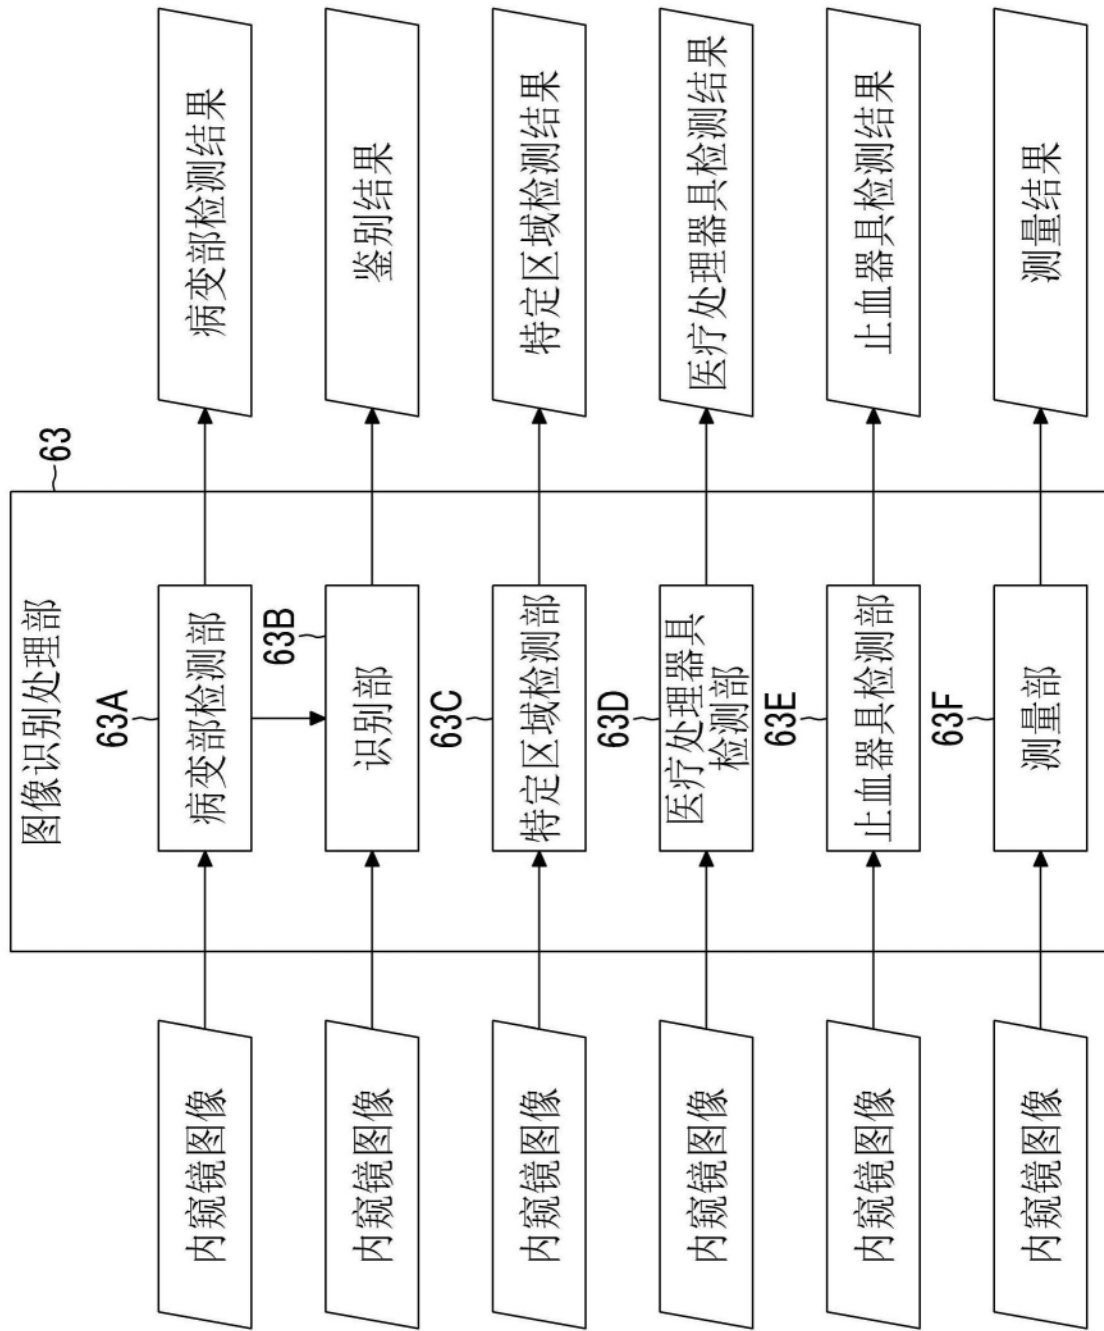 63
图像识别处理部
内窥镜图像
63A
病变部检测部
病变部检测结果
内窥镜图像
63B
识别部
鉴别结果
内窥镜图像
63C
特定区域检测部
特定区域检测结果
内窥镜图像
63D
医疗处理器具
检测部
医疗处理器具检测结果
内窥镜图像
63E
止血器具检测部
止血器具检测结果
内窥镜图像
63F
测量部
测量结果